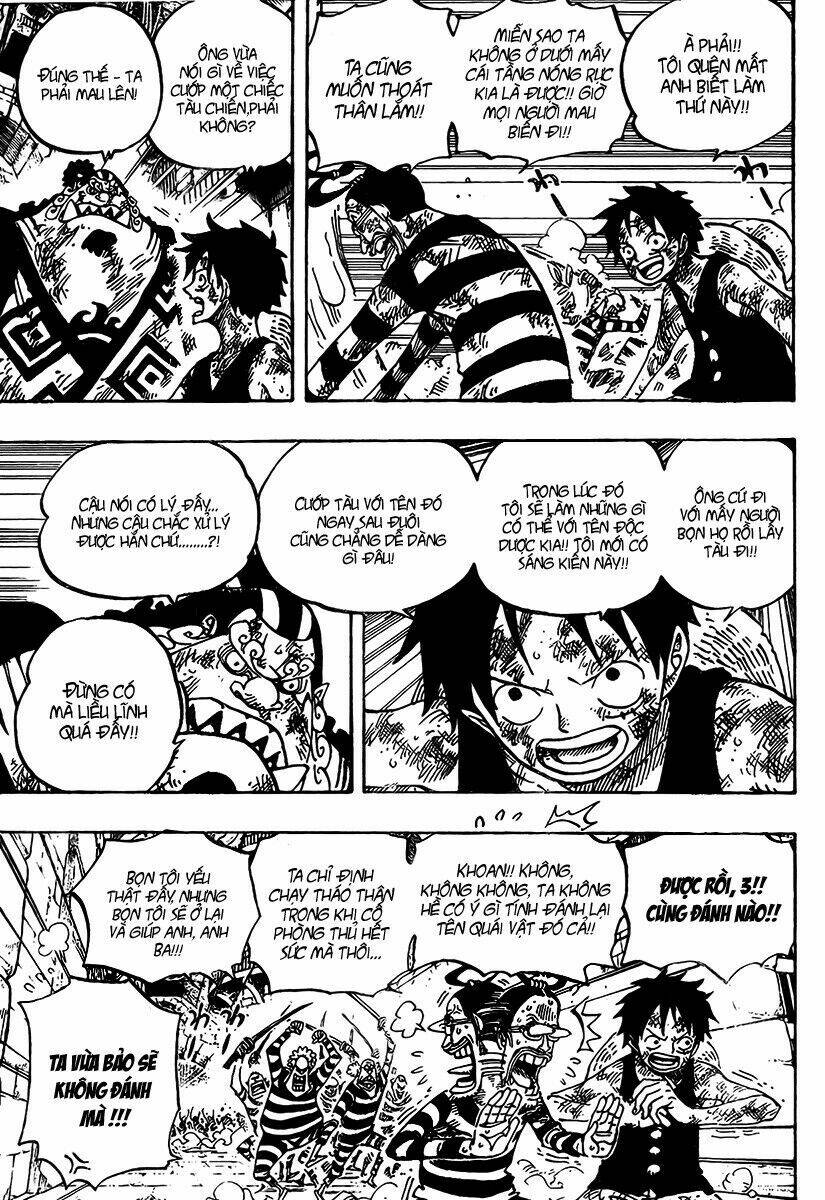 À PHẢI!!
TÔI QUÊN MẤT
ANH BIẾT LÀM
THỨ NÀY!!
MIỄN SAO TA
KHÔNG Ở DƯỚI MẤY
CÁI TẦNG NÓNG RỰC
KIA LÀ ĐƯỢC!! GIỜ
MỌI NGƯỜI MAU
BIẾN ĐI!!
TA CŨNG
MUỐN THOÁT
THÂN LẮM!!
ÔNG VỪA
NÓI GÌ VỀ VIỆC
CƯỚP MỘT CHIẾC
TÀU CHIẾN,PHẢI
KHÔNG?
ĐÚNG THẾ - TA
PHẢI MAU LÊN!
ÔNG CỨ ĐI
VỚI MẤY NGƯỜI
BỌN HỌ RỒI LẤY
TÀU ĐI!!
TRONG LÚC ĐÓ
TÔI SẼ LÀM NHỮNG GÌ
CÓ THỂ VỚI TÊN ĐỘC
DƯỢC KIA!! TÔI MỚI CÓ
SÁNG KIẾN NÀY!!
CƯỚP TÀU VỚI TÊN ĐÓ
NGAY SAU ĐUÔI
CŨNG CHẲNG DỄ DÀNG
GÌ ĐÂU!
CẬU NÓI CÓ LÝ ĐẤY...
NHƯNG CẬU CHẮC XỬ LÝ
ĐƯỢC HẮN CHỨ,.......?!
ĐỪNG CÓ
MÀ LIỀU LĨNH
QUÁ ĐẤY!!
ĐƯỢC RỒI, 3!!
CÙNG ĐÁNH NÀO!!
KHOAN!! KHÔNG,
KHÔNG KHÔNG, TA KHÔNG
HỀ CÓ Ý GÌ TÍNH ĐÁNH LẠI
TÊN QUÁI VẬT ĐÓ CẢ!!
TA CHỈ ĐỊNH
CHẠY THÁO THÂN
TRONG KHI CỐ
PHÒNG THỦ HẾT
SỨC MÀ THÔI...
BỌN TÔI YẾU
THẬT ĐẤY, NHƯNG
BỌN TÔI SẼ Ở LẠI
VÀ GIÚP ANH, ANH
BA!!!
TA VỪA BẢO SẼ
KHÔNG ĐÁNH
MÀ !!!